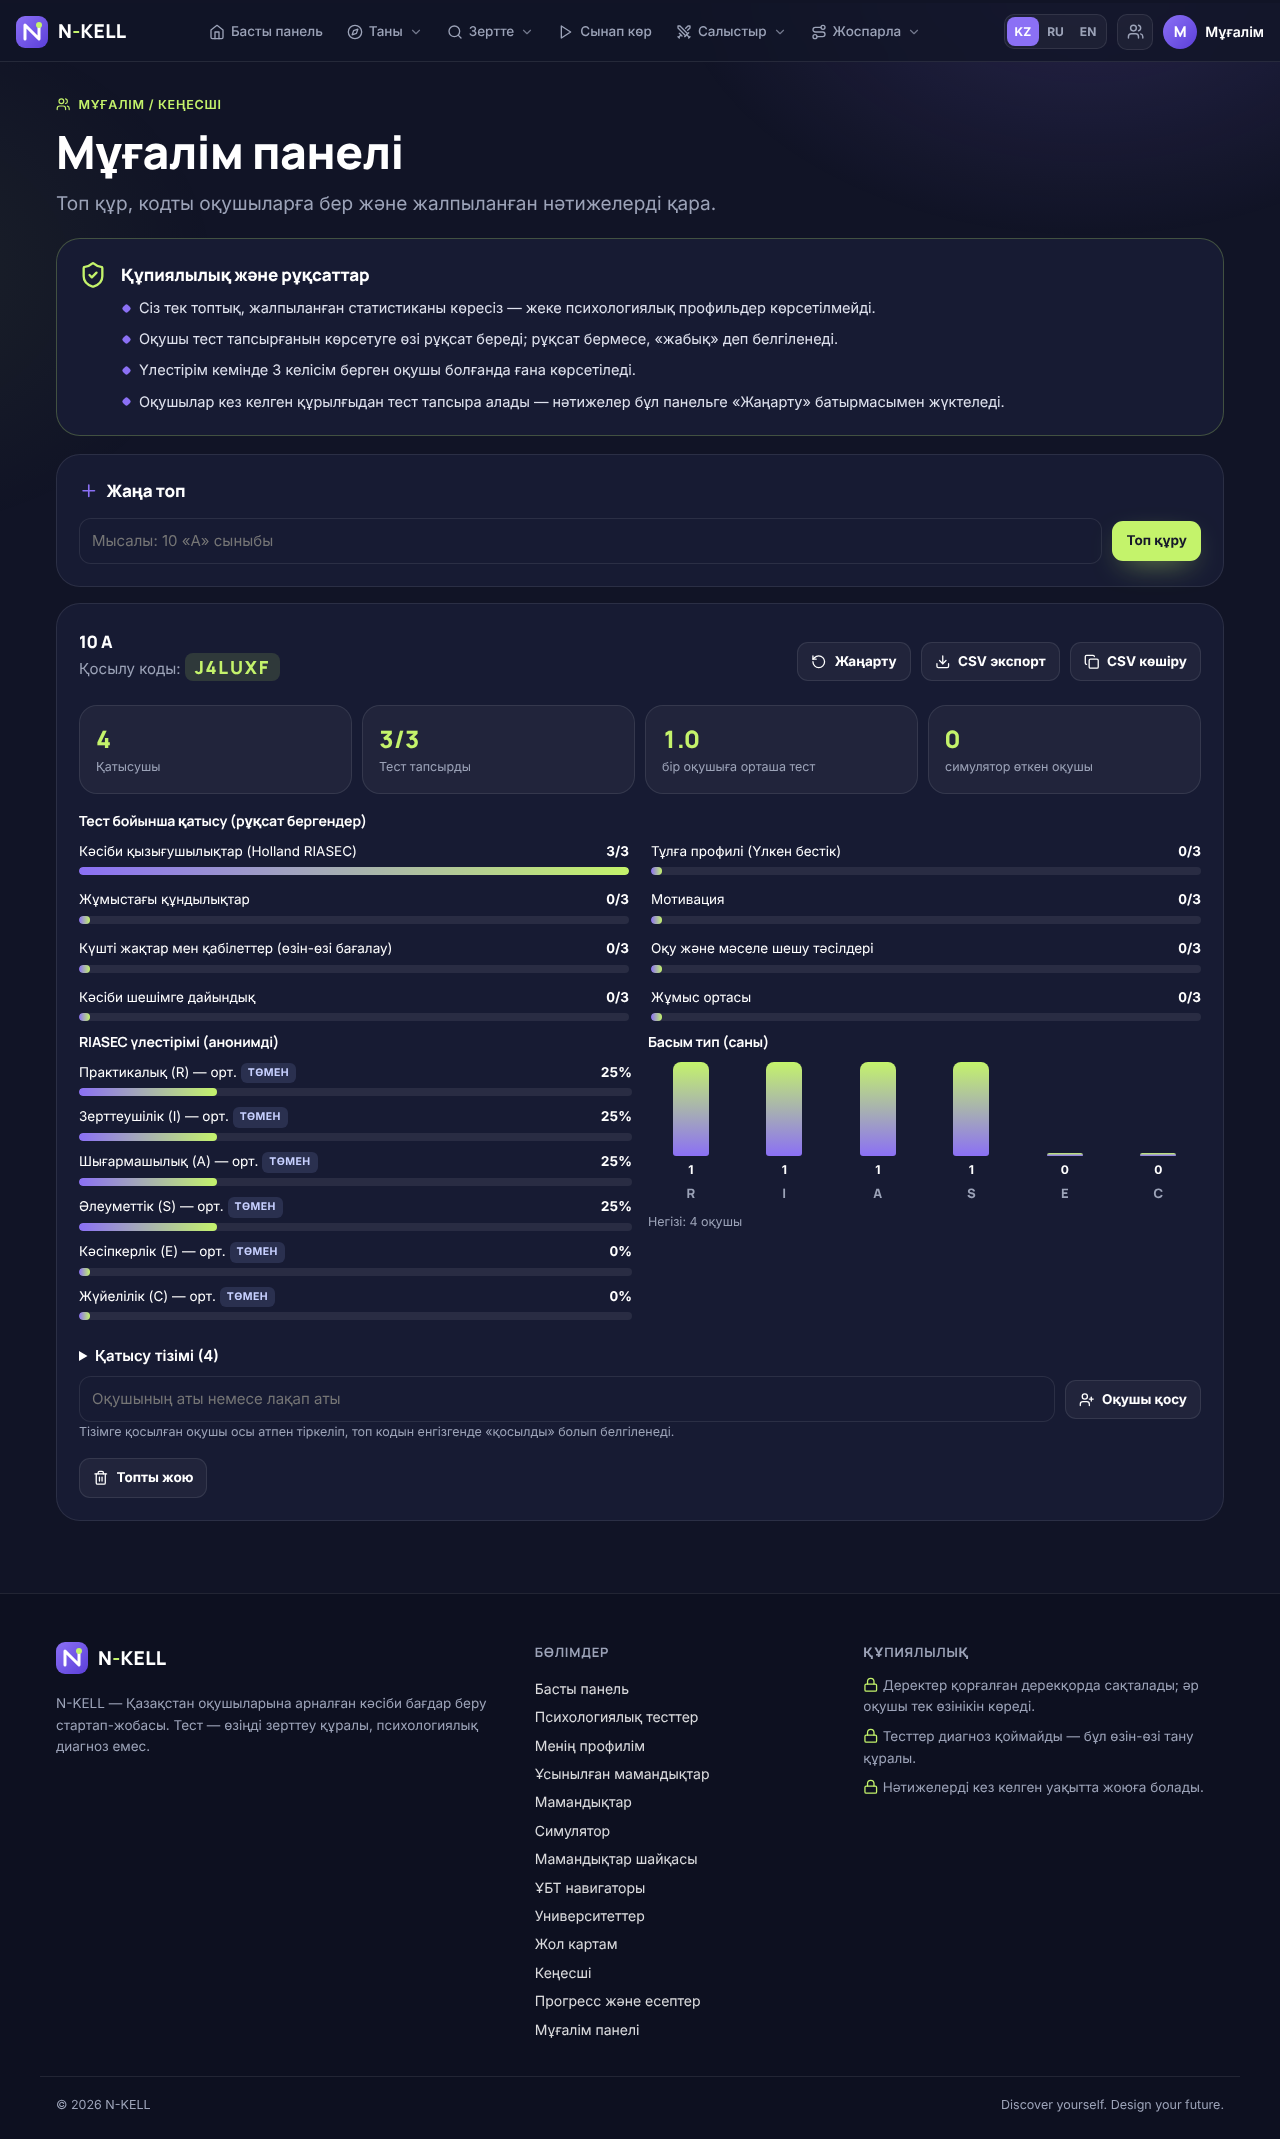 N-KELL
Басты панель
Таны
Зертте
Сынап көр
Салыстыр
Жоспарла
KZ RU EN
М Мұғалім
МҰҒАЛІМ / КЕҢЕСШІ
Мұғалім панелі
Топ құр, кодты оқушыларға бер және жалпыланған нәтижелерді қара.
Құпиялылық және рұқсаттар
Сіз тек топтық, жалпыланған статистиканы көресіз — жеке психологиялық профильдер көрсетілмейді.
Оқушы тест тапсырғанын көрсетуге өзі рұқсат береді; рұқсат бермесе, «жабық» деп белгіленеді.
Үлестірім кемінде 3 келісім берген оқушы болғанда ғана көрсетіледі.
Оқушылар кез келген құрылғыдан тест тапсыра алады — нәтижелер бұл панельге «Жаңарту» батырмасымен жүктеледі.
Жаңа топ
Мысалы: 10 «А» сыныбы
Топ құру
10 А
Қосылу коды: J4LUXF
Жаңарту
CSV экспорт
CSV көшіру
4
Қатысушы
3/3
Тест тапсырды
1.0
бір оқушыға орташа тест
0
симулятор өткен оқушы
Тест бойынша қатысу (рұқсат бергендер)
Кәсіби қызығушылықтар (Holland RIASEC) 3/3
Тұлға профилі (Үлкен бестік) 0/3
Жұмыстағы құндылықтар 0/3
Мотивация 0/3
Күшті жақтар мен қабілеттер (өзін-өзі бағалау) 0/3
Оқу және мәселе шешу тәсілдері 0/3
Кәсіби шешімге дайындық 0/3
Жұмыс ортасы 0/3
RIASEC үлестірімі (анонимді)
Практикалық (R) — орт. ТӨМЕН 25%
Зерттеушілік (I) — орт. ТӨМЕН 25%
Шығармашылық (A) — орт. ТӨМЕН 25%
Әлеуметтік (S) — орт. ТӨМЕН 25%
Кәсіпкерлік (E) — орт. ТӨМЕН 0%
Жүйелілік (C) — орт. ТӨМЕН 0%
Басым тип (саны)
1 1 1 1 0 0
R I A S E C
Негізі: 4 оқушы
Қатысу тізімі (4)
Оқушының аты немесе лақап аты
Оқушы қосу
Тізімге қосылған оқушы осы атпен тіркеліп, топ кодын енгізгенде «қосылды» болып белгіленеді.
Топты жою
N-KELL
N-KELL — Қазақстан оқушыларына арналған кәсіби бағдар беру
стартап-жобасы. Тест — өзіңді зерттеу құралы, психологиялық
диагноз емес.
БӨЛІМДЕР
Басты панель
Психологиялық тесттер
Менің профилім
Ұсынылған мамандықтар
Мамандықтар
Симулятор
Мамандықтар шайқасы
ҰБТ навигаторы
Университеттер
Жол картам
Кеңесші
Прогресс және есептер
Мұғалім панелі
ҚҰПИЯЛЫЛЫҚ
Деректер қорғалған дерекқорда сақталады; әр
оқушы тек өзінікін көреді.
Тесттер диагноз қоймайды — бұл өзін-өзі тану
құралы.
Нәтижелерді кез келген уақытта жоюға болады.
© 2026 N-KELL
Discover yourself. Design your future.